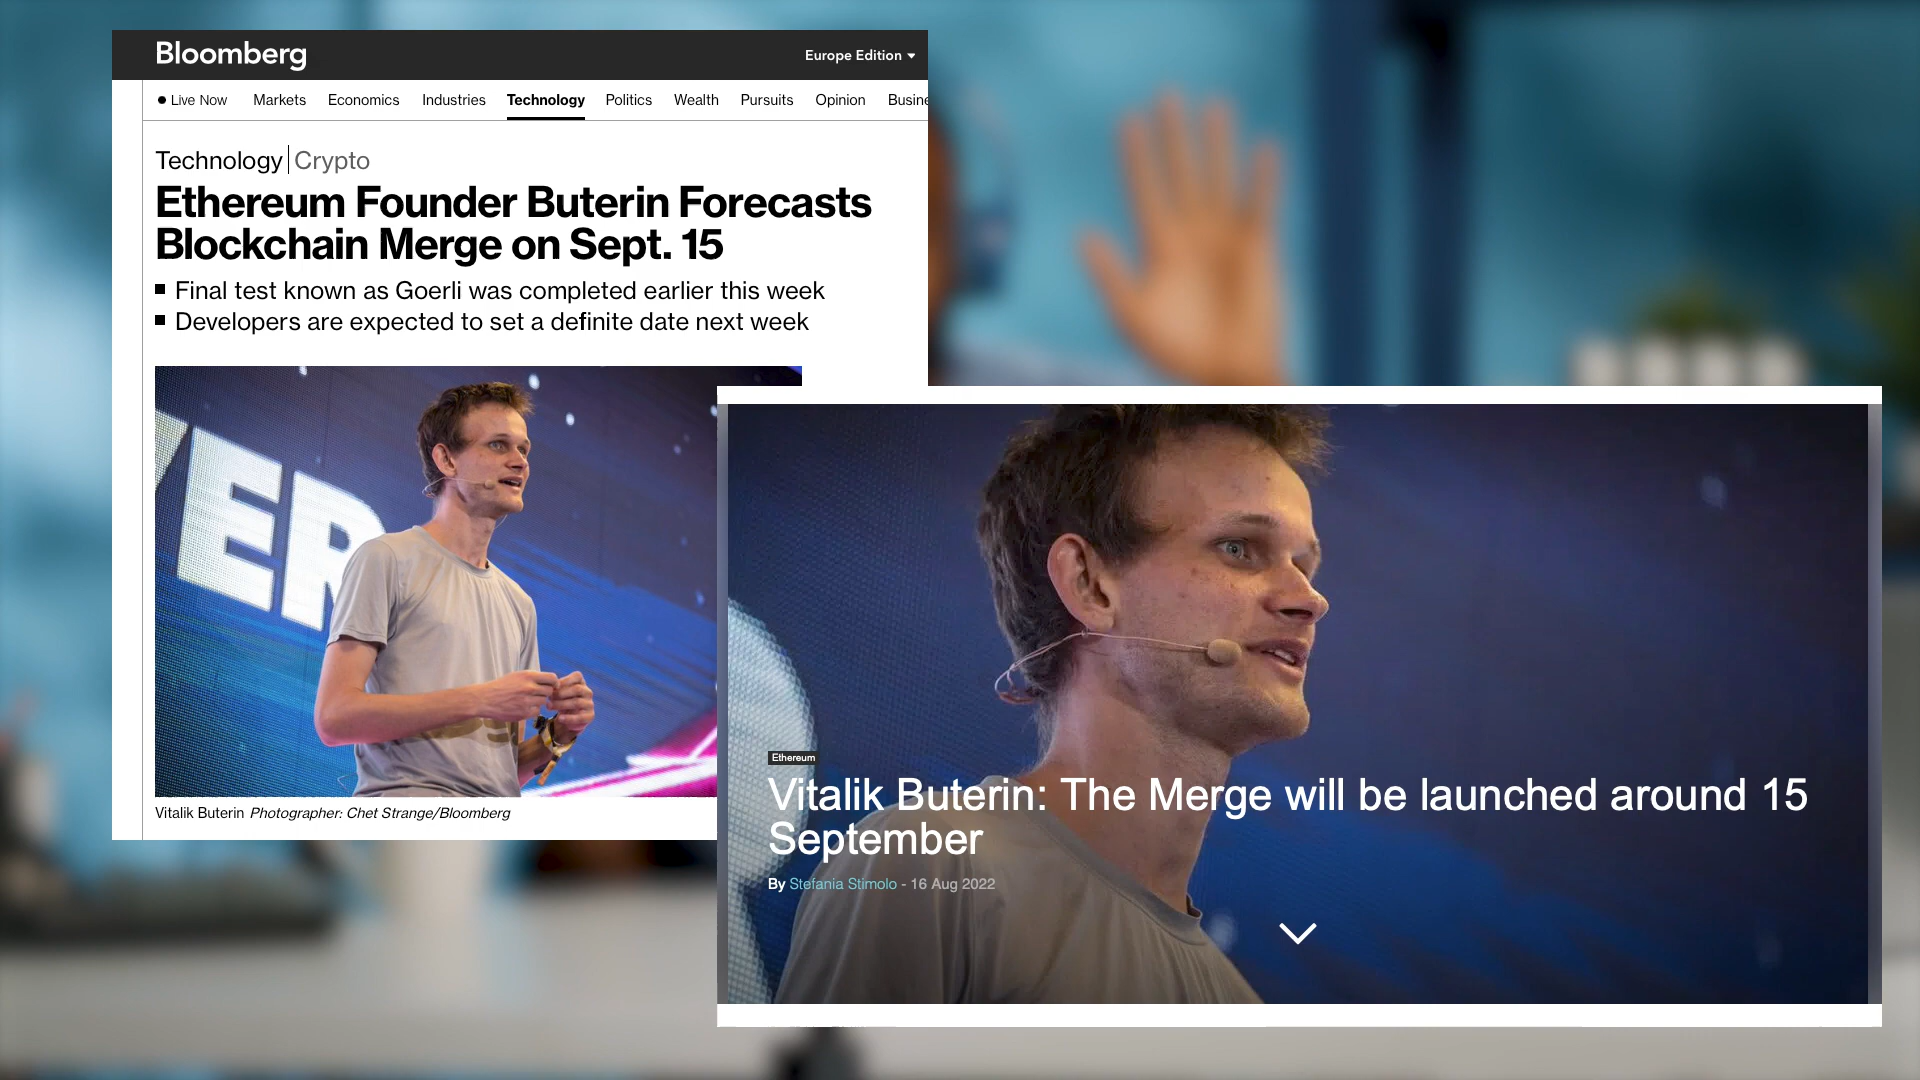 Bloomberg
Europe Edition
Live Now Markets Economics Industries Technology Politics Wealth Pursuits Opinion Busine
Technology | Crypto
Ethereum Founder Buterin Forecasts
Blockchain Merge on Sept. 15
Final test known as Goerli was completed earlier this week
Developers are expected to set a definite date next week
VER
Vitalik Buterin Photographer: Chet Strange/Bloomberg
Ethereum
Vitalik Buterin: The Merge will be launched around 15
September
By Stefania Stimolo - 16 Aug 2022